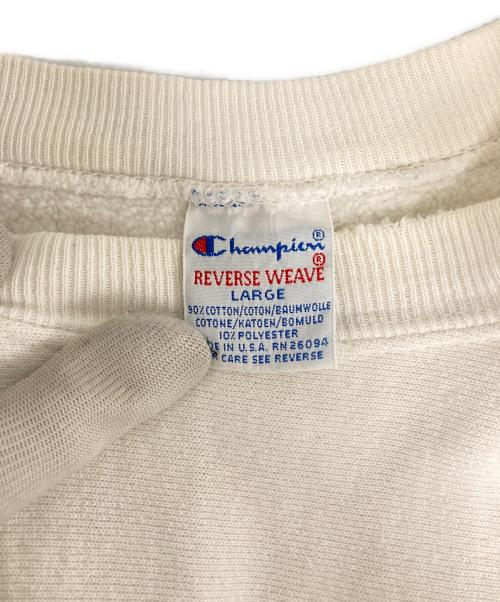 Champion®
REVERSE WEAVE®
LARGE
90% COTTON/COTON/BAUMWOLLE
COTONE/KATOEN/BOMULD
10% POLYESTER
DE IN U.S.A. RN 26094
R CARE SEE REVERSE